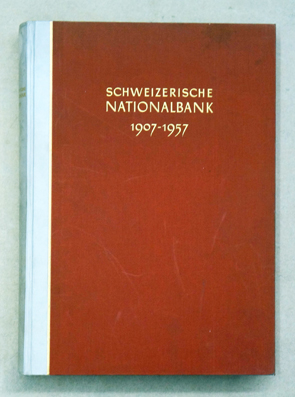 SCHWEIZERISCHE
NATIONALBANK
1907-1957